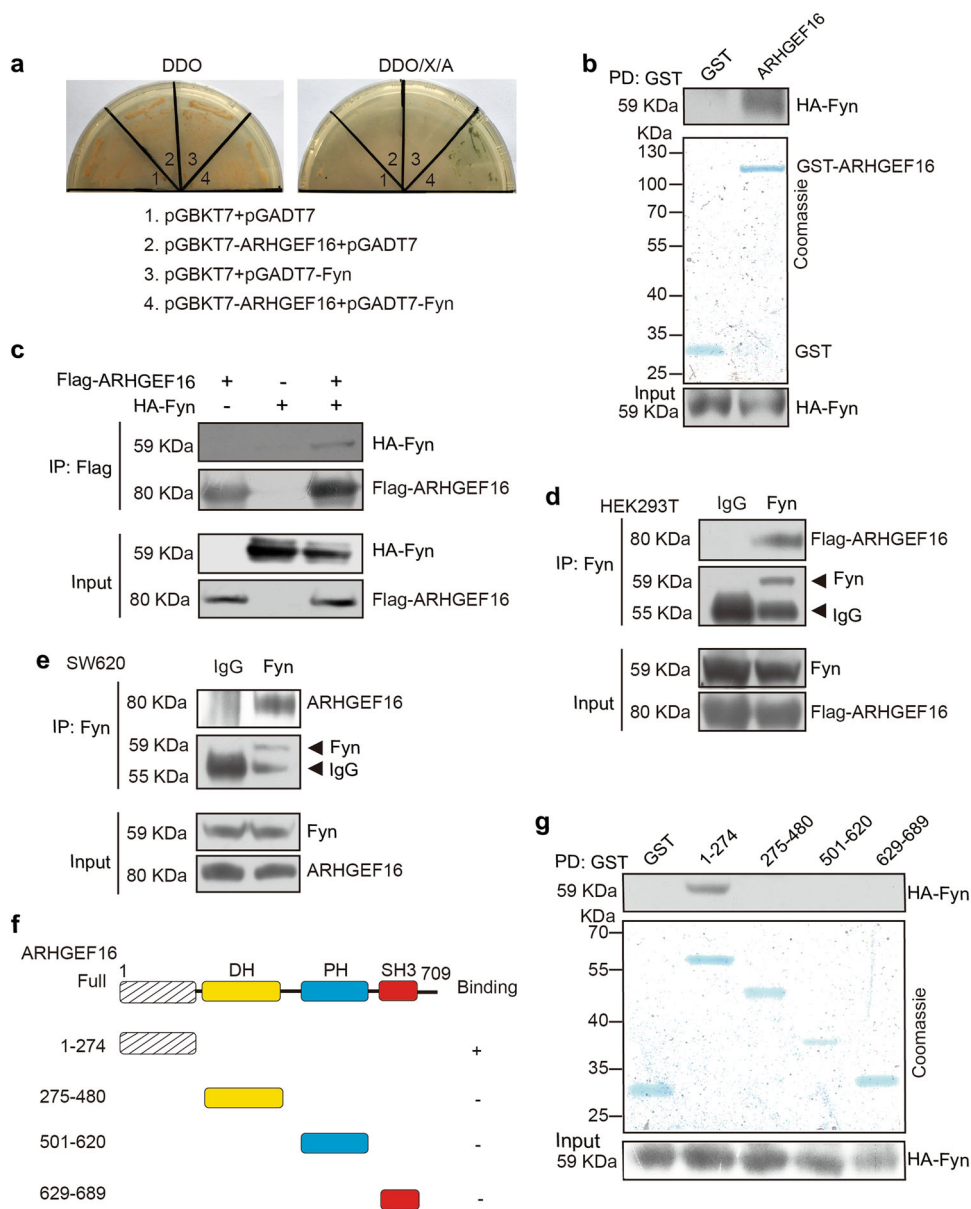 a
DDO
DDO/X/A
1
2
3
4
1
2
3
4
1. pGBKT7+pGADT7
2. pGBKT7-ARHGEF16+pGADT7
3. pGBKT7+pGADT7-Fyn
4. pGBKT7-ARHGEF16+pGADT7-Fyn
b
PD: GST
GST
ARHGEF16
59 KDa
HA-Fyn
KDa
130
100
70
55
40
35
25
GST-ARHGEF16
Coomassie
GST
Input
59 KDa
HA-Fyn
c
Flag-ARHGEF16 + - +
HA-Fyn - + +
IP: Flag
59 KDa
HA-Fyn
80 KDa
Flag-ARHGEF16
Input
59 KDa
HA-Fyn
80 KDa
Flag-ARHGEF16
d
HEK293T
IgG
Fyn
IP: Fyn
80 KDa
Flag-ARHGEF16
59 KDa
Fyn
55 KDa
IgG
Input
59 KDa
Fyn
80 KDa
Flag-ARHGEF16
e
SW620
IgG
Fyn
IP: Fyn
80 KDa
ARHGEF16
59 KDa
Fyn
55 KDa
IgG
Input
59 KDa
Fyn
80 KDa
ARHGEF16
f
ARHGEF16
Full
1
DH
PH
SH3
709
Binding
1-274
+
275-480
-
501-620
-
629-689
-
g
PD: GST
GST
1-274
275-480
501-620
629-689
59 KDa
HA-Fyn
KDa
70
55
40
35
25
Coomassie
Input
59 KDa
HA-Fyn